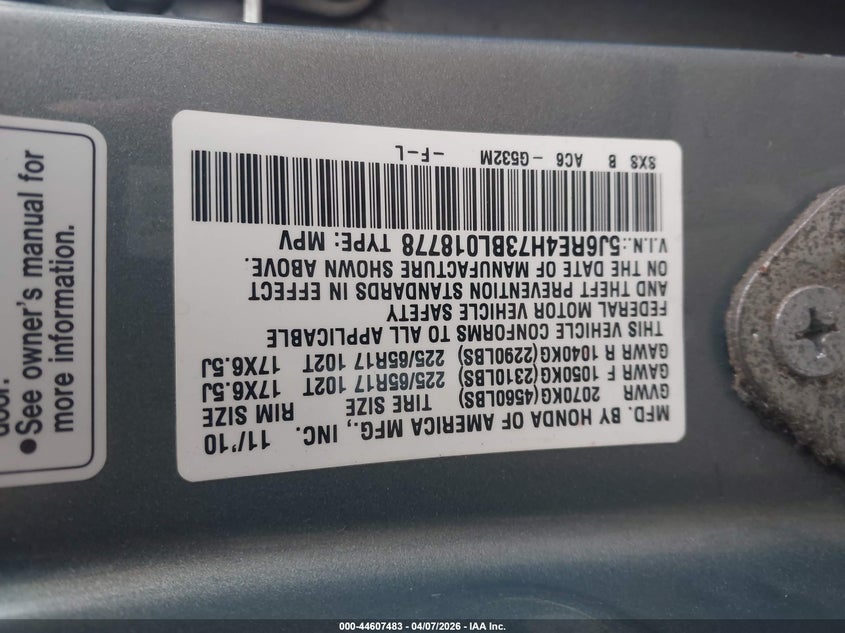 MFD. BY HONDA OF AMERICA MFG., INC. 11/'10
GVWR 2070KG(4560LBS) TIRE SIZE RIM SIZE
GAWR F 1050KG(2310LBS) 225/65R17 102T 17X6.5J
GAWR R 1040KG(2290LBS) 225/65R17 102T 17X6.5J
THIS VEHICLE CONFORMS TO ALL APPLICABLE
FEDERAL MOTOR VEHICLE SAFETY
AND THEFT PREVENTION STANDARDS IN EFFECT
ON THE DATE OF MANUFACTURE SHOWN ABOVE.
V.I.N.:5J6RE4H73BL018778 TYPE: MPV
SXS B AC6 -G532M -F-L
door.
•See owner's manual for
more information.
000-44607483 - 04/07/2026 - IAA Inc.